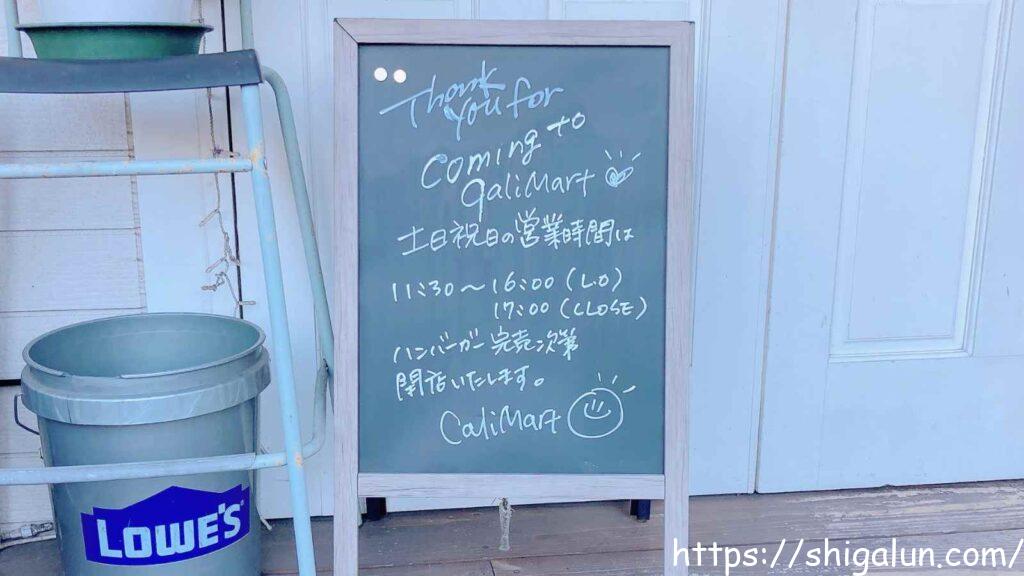 Thank
You for
Coming to
CaliMart
土日祝日の営業時間は
11:30〜16:00 (L.O)
17:00 (CLOSE)
ハンバーガー完売次第
閉店いたします。
CaliMart
LOWE'S
https://shigalun.com/